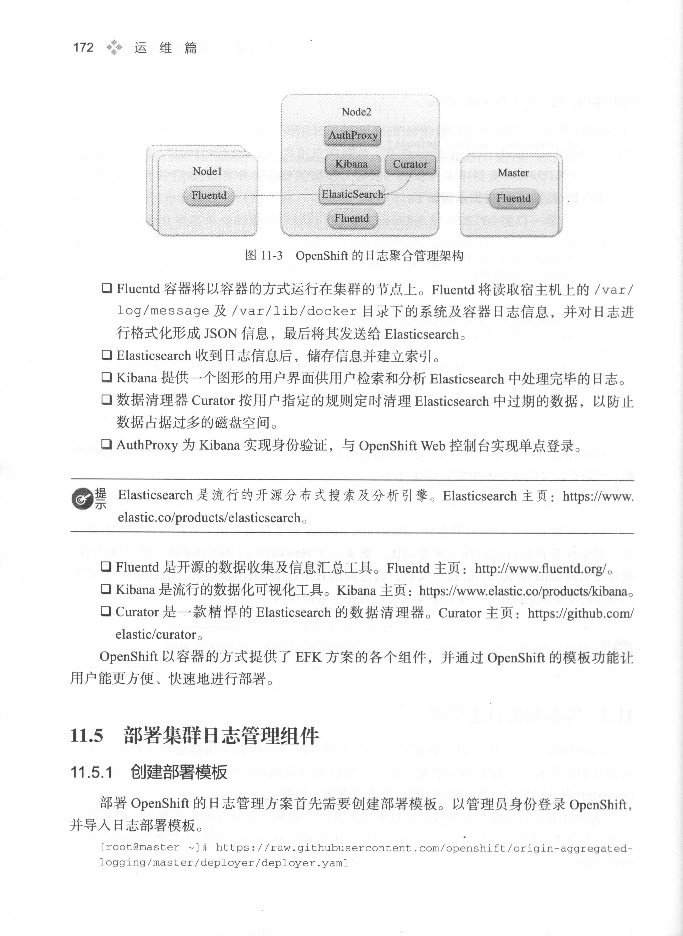 172 运维篇
Node2
AuthProxy
Kibana Curator
Node1
Master
Fluentd
ElasticSearch
Fluentd
Fluentd
图 11-3 OpenShift 的日志聚合管理架构
❑ Fluentd 容器将以容器的方式运行在集群的节点上。Fluentd 将读取宿主机上的 /var/
log/message 及 /var/lib/docker 目录下的系统及容器日志信息，并对日志进
行格式化形成 JSON 信息，最后将其发送给 Elasticsearch。
❑ Elasticsearch 收到日志信息后，储存信息并建立索引。
❑ Kibana 提供一个图形的用户界面供用户检索和分析 Elasticsearch 中处理完毕的日志。
❑ 数据清理器 Curator 按用户指定的规则定时清理 Elasticsearch 中过期的数据，以防止
数据占据过多的磁盘空间。
❑ AuthProxy 为 Kibana 实现身份验证，与 OpenShift Web 控制台实现单点登录。
提示 Elasticsearch 是流行的开源分布式搜索及分析引擎。Elasticsearch 主页：https://www.
elastic.co/products/elasticsearch。
❑ Fluentd 是开源的数据收集及信息汇总工具。Fluentd 主页：http://www.fluentd.org/。
❑ Kibana 是流行的数据化可视化工具。Kibana 主页：https://www.elastic.co/products/kibana。
❑ Curator 是一款精悍的 Elasticsearch 的数据清理器。Curator 主页：https://github.com/
elastic/curator。
OpenShift 以容器的方式提供了 EFK 方案的各个组件，并通过 OpenShift 的模板功能让
用户能更方便、快速地进行部署。
11.5 部署集群日志管理组件
11.5.1 创建部署模板
部署 OpenShift 的日志管理方案首先需要创建部署模板。以管理员身份登录 OpenShift，
并导入日志部署模板。
[root@master ~]# https://raw.githubusercontent.com/openshift/origin-aggregated-
logging/master/deployer/deployer.yaml